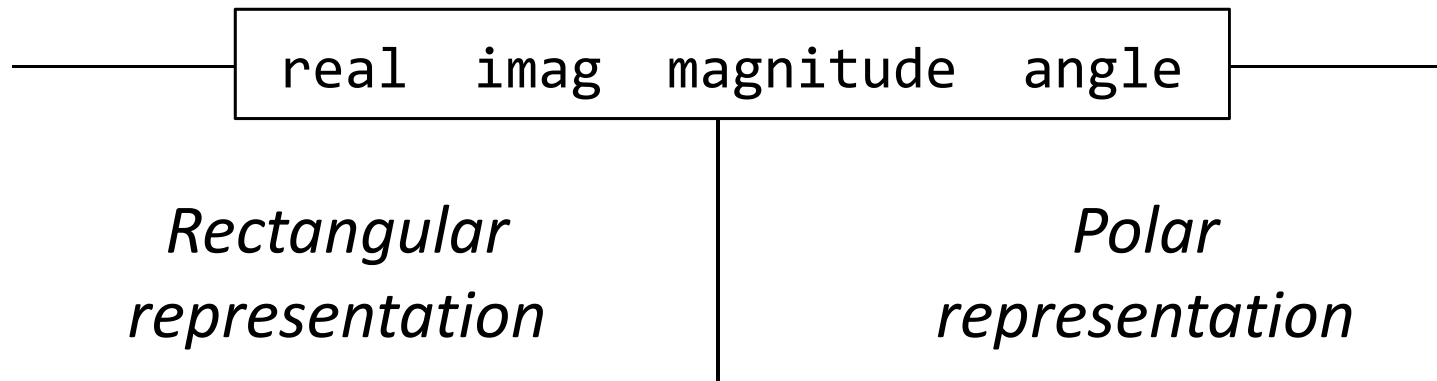 real imag magnitude angle
Rectangular
representation
Polar
representation